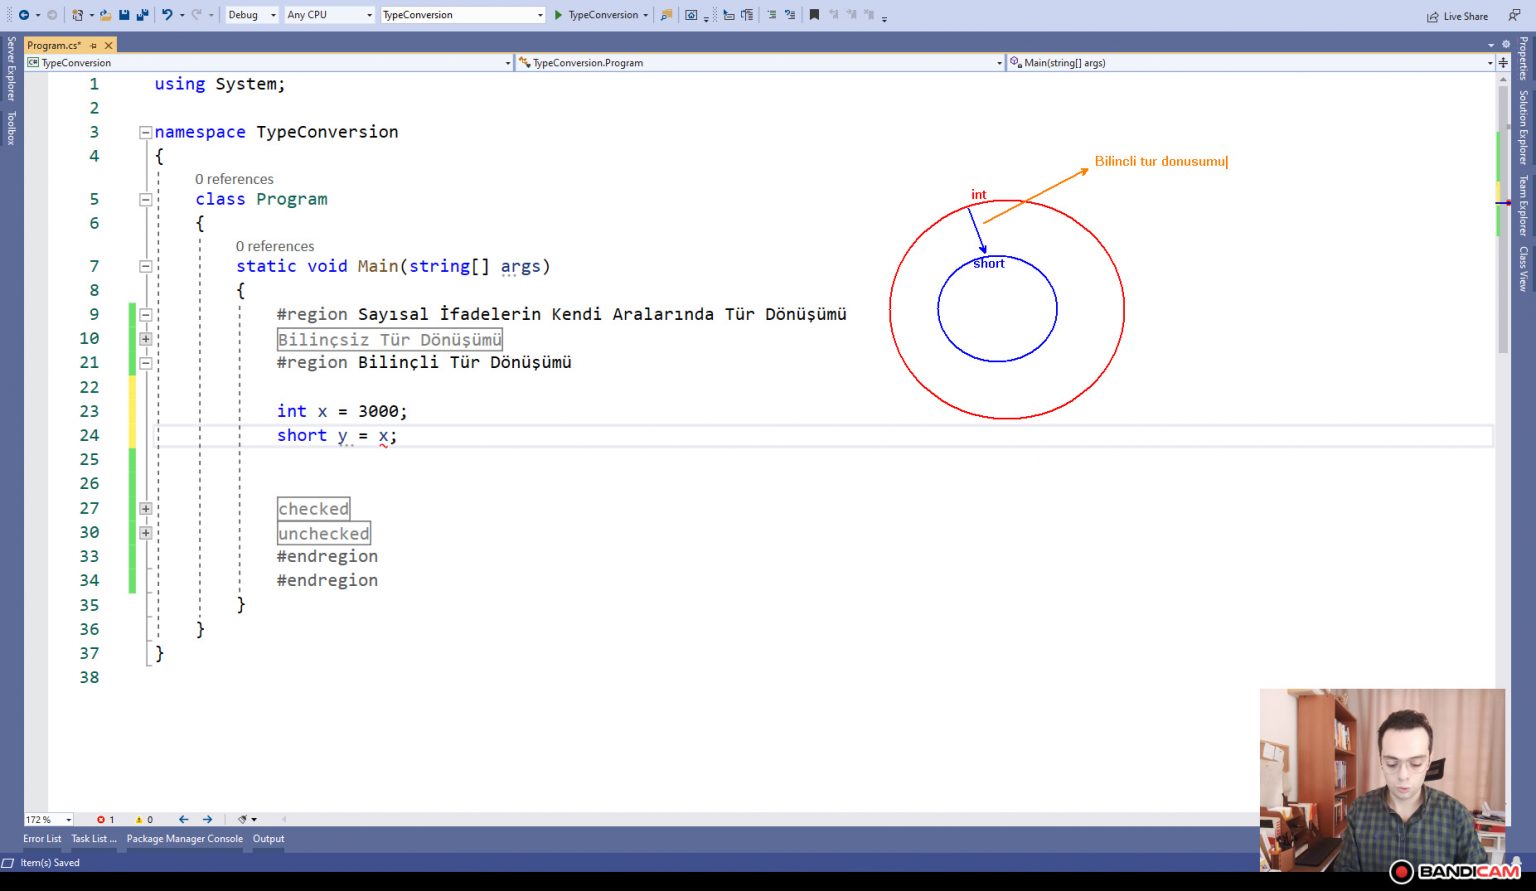 Debug
Any CPU
TypeConversion
TypeConversion
Live Share
Program.cs*
TypeConversion
TypeConversion.Program
Main(string[] args)
Server Explorer
Toolbox
Properties
Solution Explorer
Team Explorer
Class View
1 using System;
2
3 namespace TypeConversion
4 {
0 references
5 class Program
6 {
0 references
7 static void Main(string[] args)
8 {
9 #region Sayısal İfadelerin Kendi Aralarında Tür Dönüşümü
10 Bilinçsiz Tür Dönüşümü
21 #region Bilinçli Tür Dönüşümü
22
23 int x = 3000;
24 short y = x;
25
26
27 checked
30 unchecked
33 #endregion
34 #endregion
35 }
36 }
37 }
38
Bilincli tur donusumu
int
short
172 %
1
0
Error List
Task List ...
Package Manager Console
Output
Item(s) Saved
BANDICAM